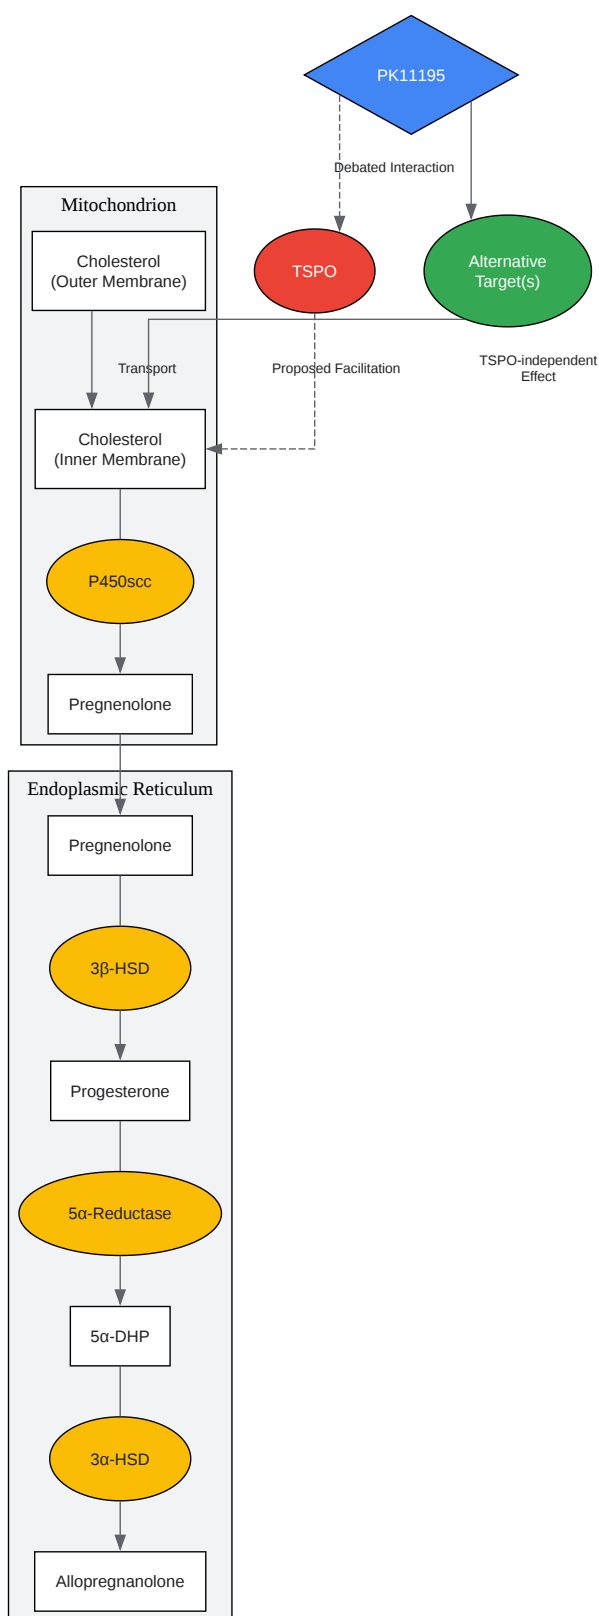 PK11195
Debated Interaction
Mitochondrion
Cholesterol
(Outer Membrane)
TSPO
Alternative
Target(s)
Transport
Proposed Facilitation
TSPO-independent
Effect
Cholesterol
(Inner Membrane)
P450scc
Pregnenolone
Endoplasmic Reticulum
Pregnenolone
3β-HSD
Progesterone
5α-Reductase
5α-DHP
3α-HSD
Allopregnanolone